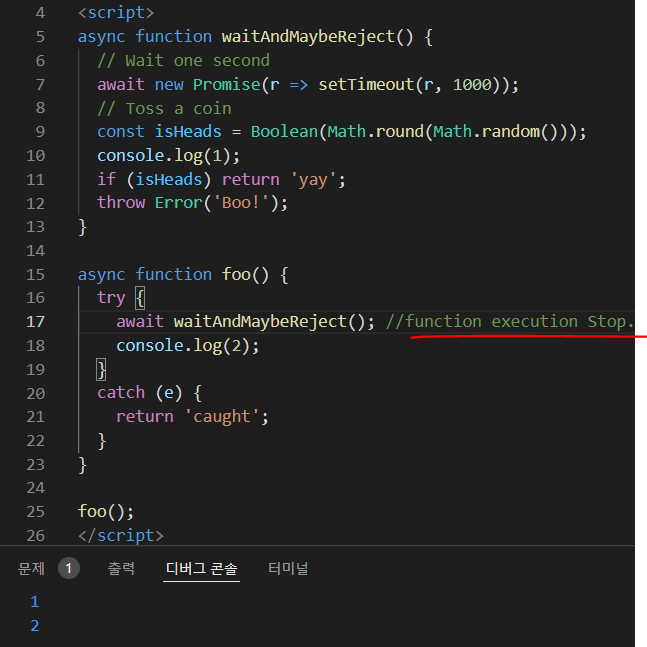 4 <script>
5 async function waitAndMaybeReject() {
6 // Wait one second
7 await new Promise(r => setTimeout(r, 1000));
8 // Toss a coin
9 const isHeads = Boolean(Math.round(Math.random()));
10 console.log(1);
11 if (isHeads) return 'yay';
12 throw Error('Boo!');
13 }
14
15 async function foo() {
16 try {
17 await waitAndMaybeReject(); //function execution Stop.
18 console.log(2);
19 }
20 catch (e) {
21 return 'caught';
22 }
23 }
24
25 foo();
26 </script>
문제 1 출력 디버그 콘솔 터미널
1
2